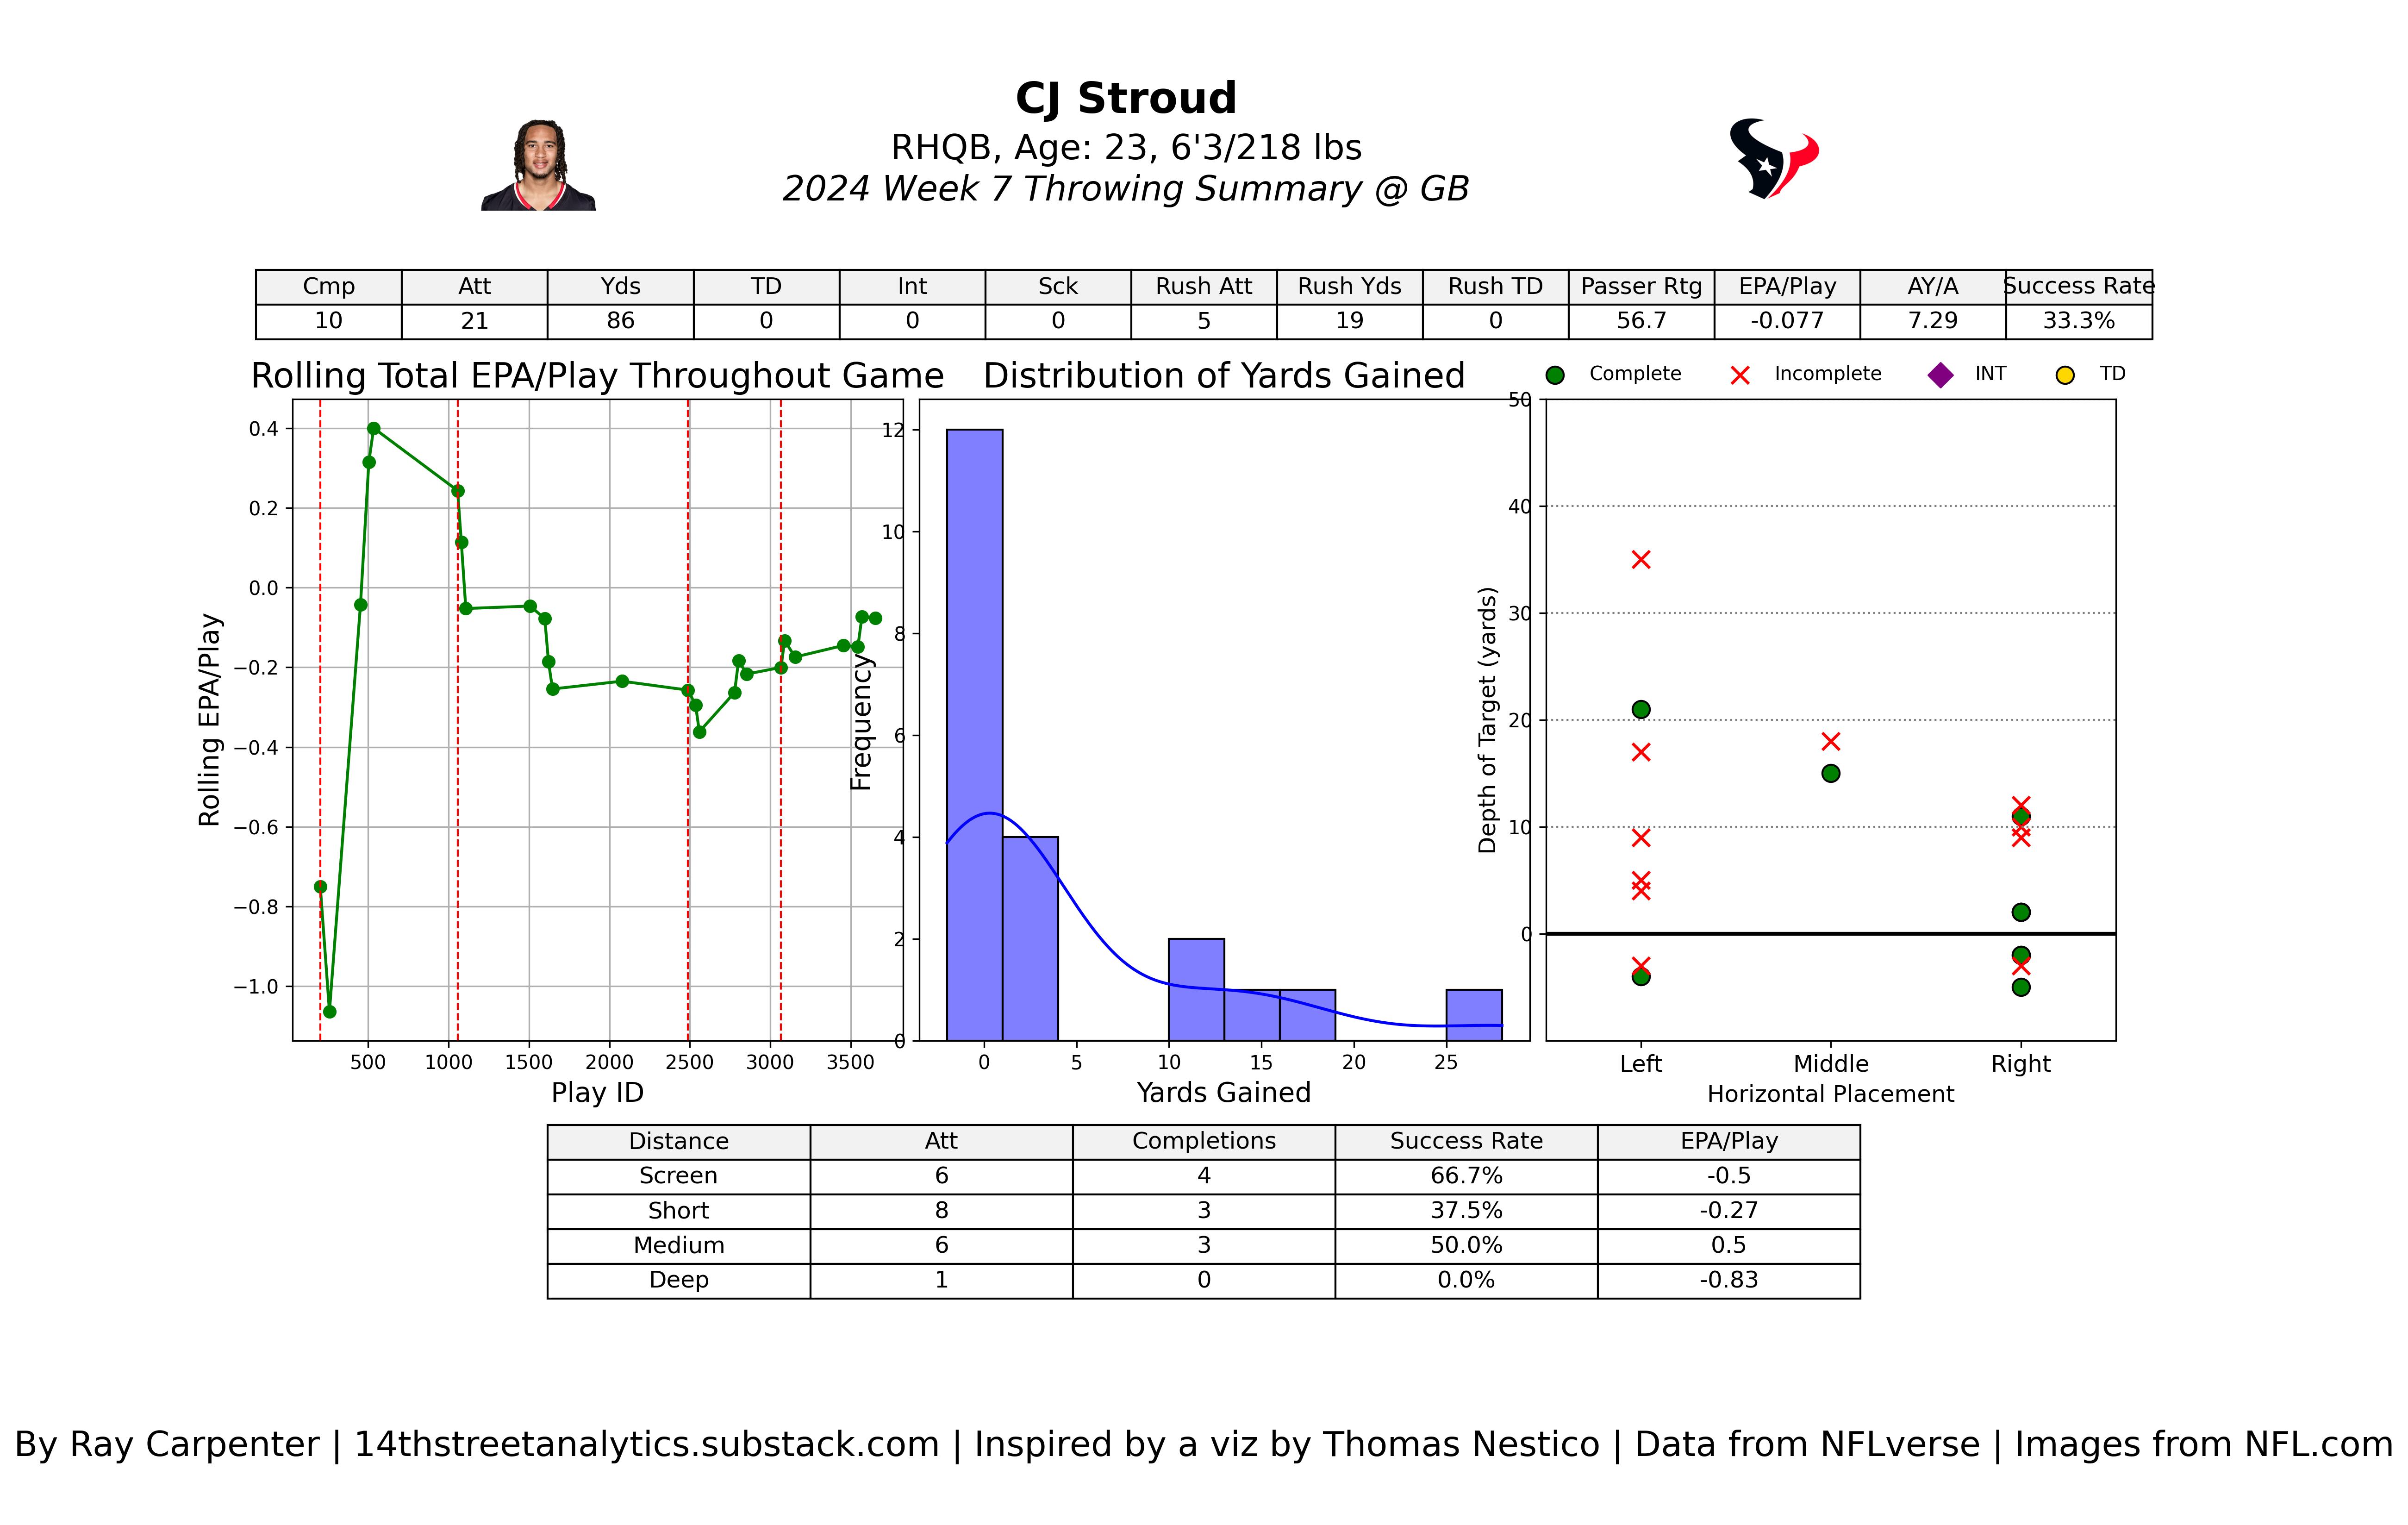 CJ Stroud
RHQB, Age: 23, 6'3/218 lbs
2024 Week 7 Throwing Summary @ GB
Cmp Att Yds TD Int Sck Rush Att Rush Yds Rush TD Passer Rtg EPA/Play AY/A Success Rate
10 21 86 0 0 0 5 19 0 56.7 -0.077 7.29 33.3%
Rolling Total EPA/Play Throughout Game
Rolling EPA/Play
0.4
0.2
0.0
−0.2
−0.4
−0.6
−0.8
−1.0
500 1000 1500 2000 2500 3000 3500
Play ID
Distribution of Yards Gained
Frequency
12
10
8
6
4
2
0
0 5 10 15 20 25
Yards Gained
Complete Incomplete INT TD
Depth of Target (yards)
50
40
30
20
10
0
Left Middle Right
Horizontal Placement
Distance Att Completions Success Rate EPA/Play
Screen 6 4 66.7% -0.5
Short 8 3 37.5% -0.27
Medium 6 3 50.0% 0.5
Deep 1 0 0.0% -0.83
By Ray Carpenter | 14thstreetanalytics.substack.com | Inspired by a viz by Thomas Nestico | Data from NFLverse | Images from NFL.com